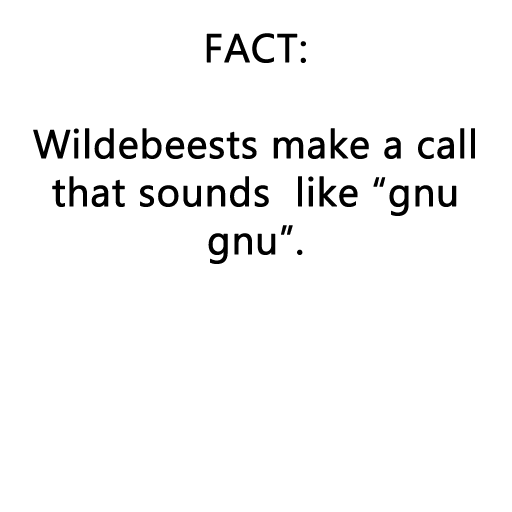 FACT:
Wildebeests make a call
that sounds  like “gnu
gnu”.